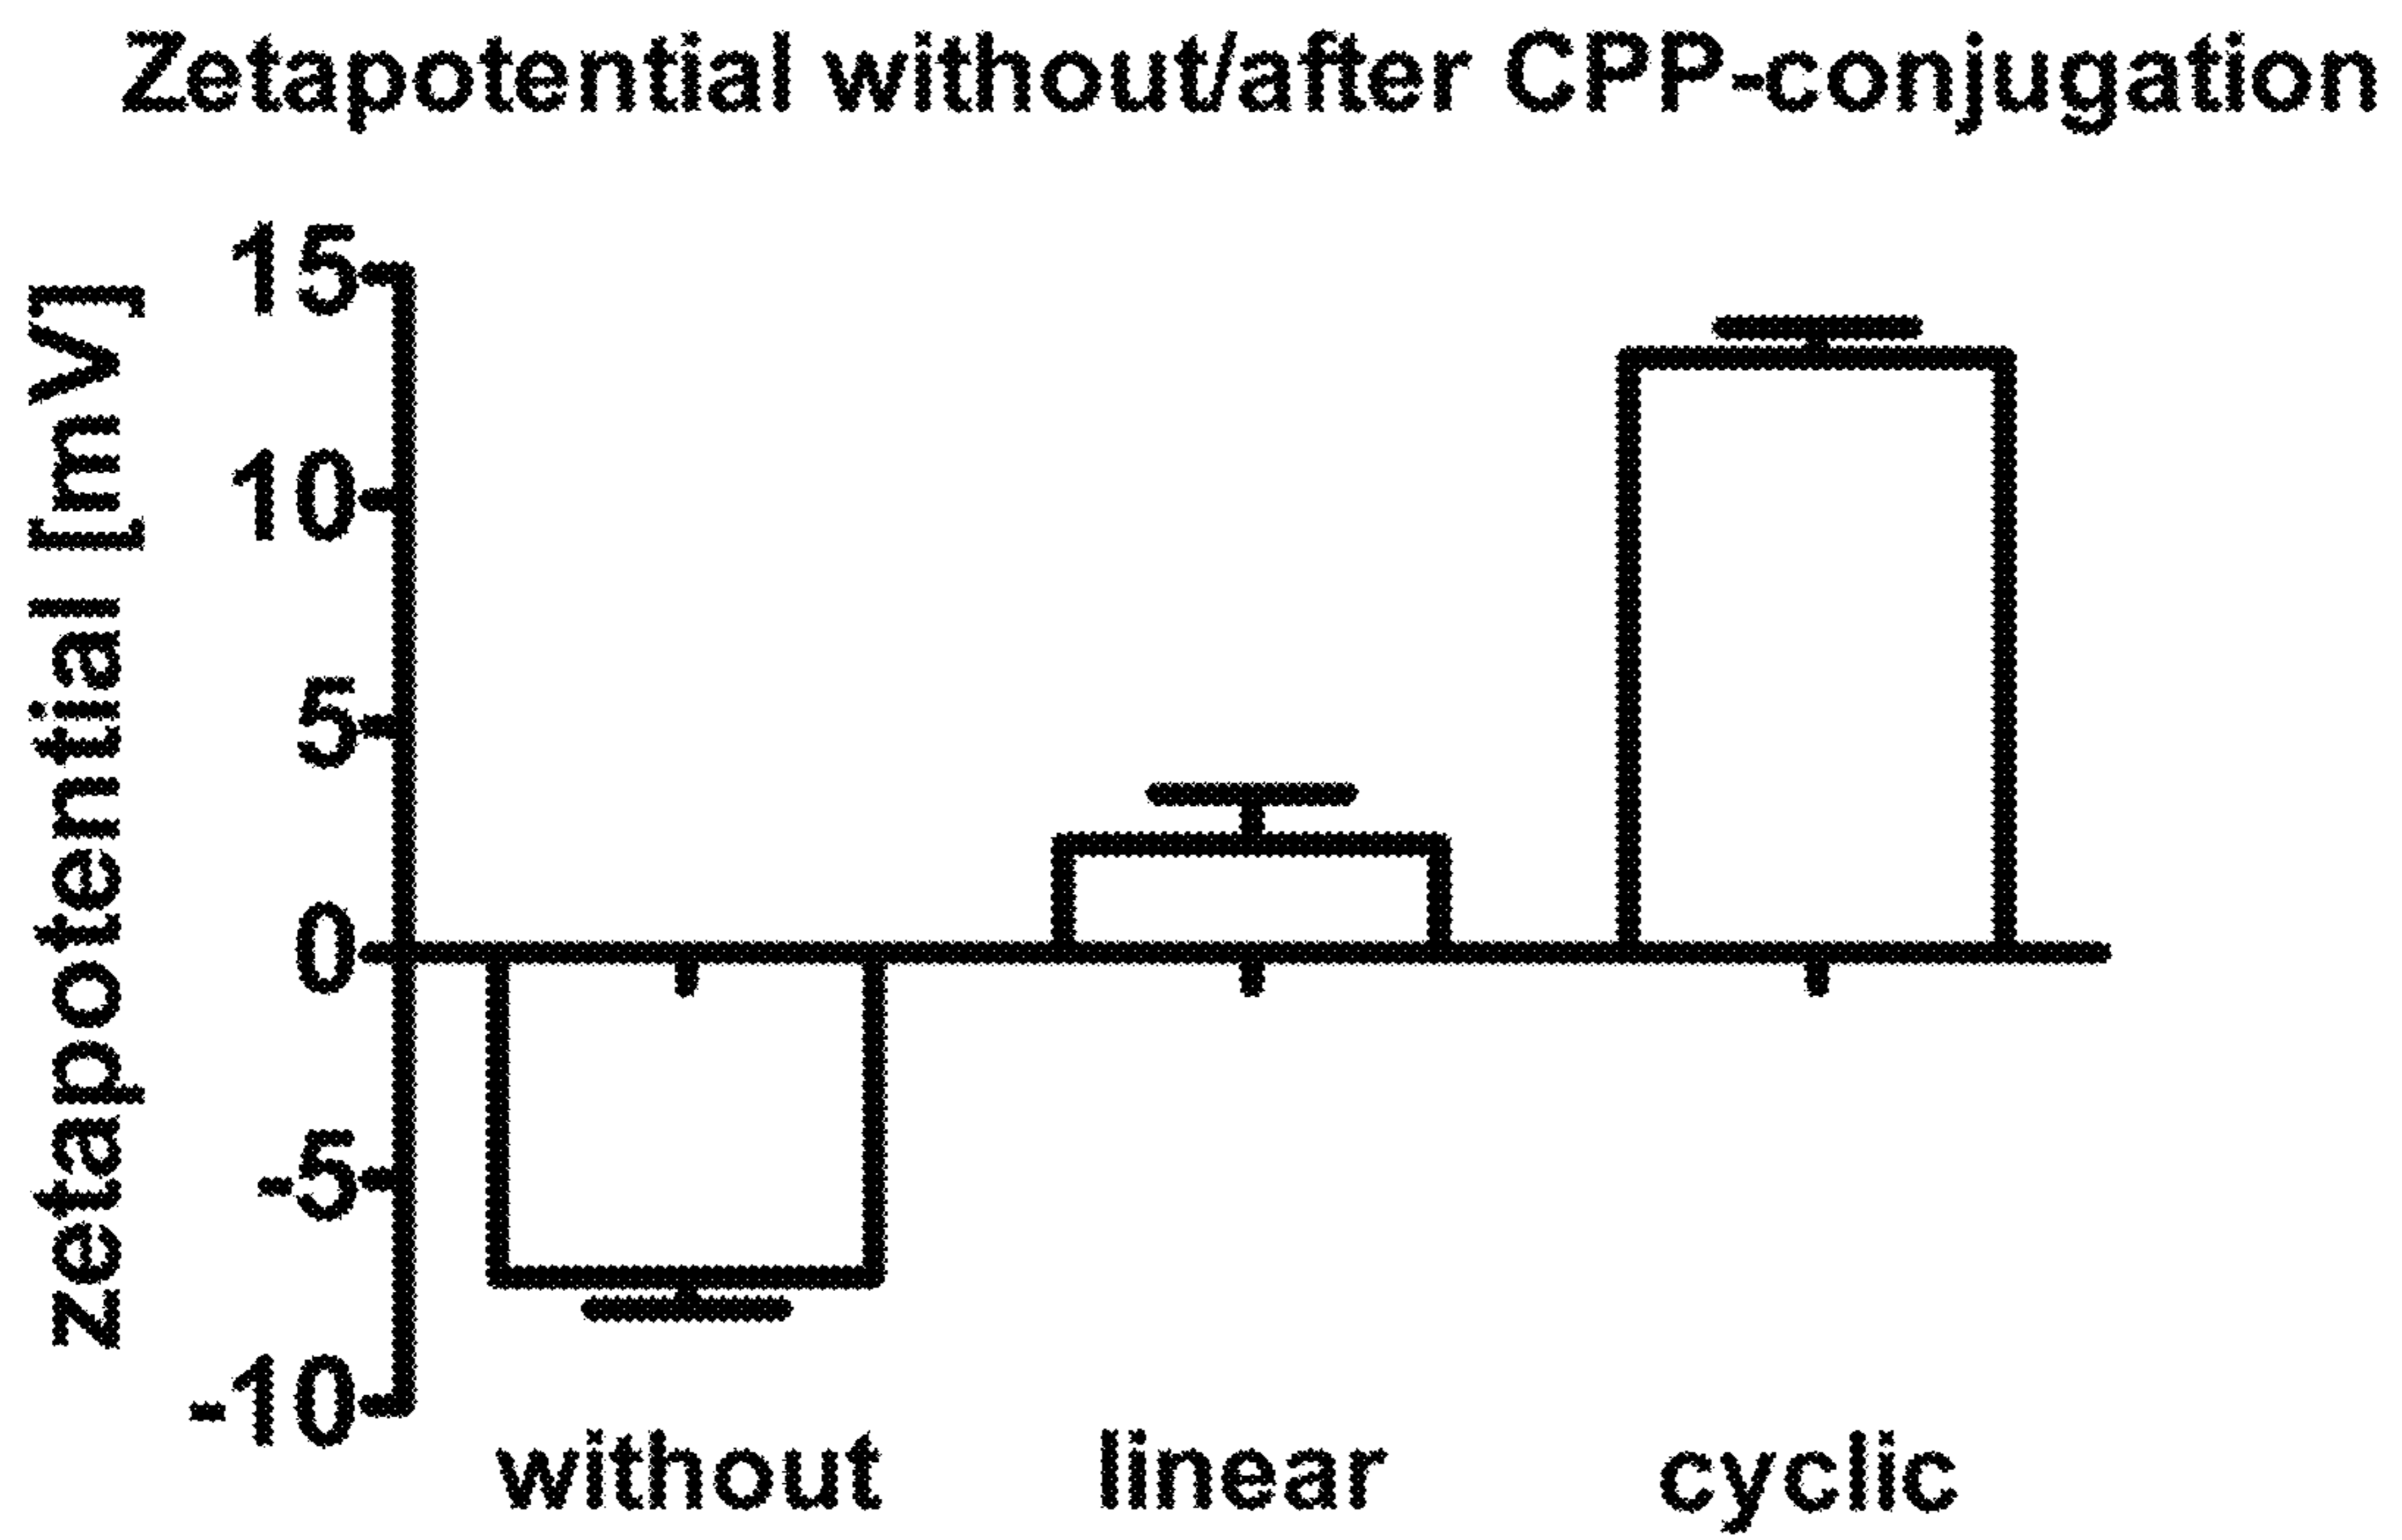 Zetapotential without/after CPP-conjugation
zetapotential [mV]
15
10
5
0
-5
-10
without linear cyclic